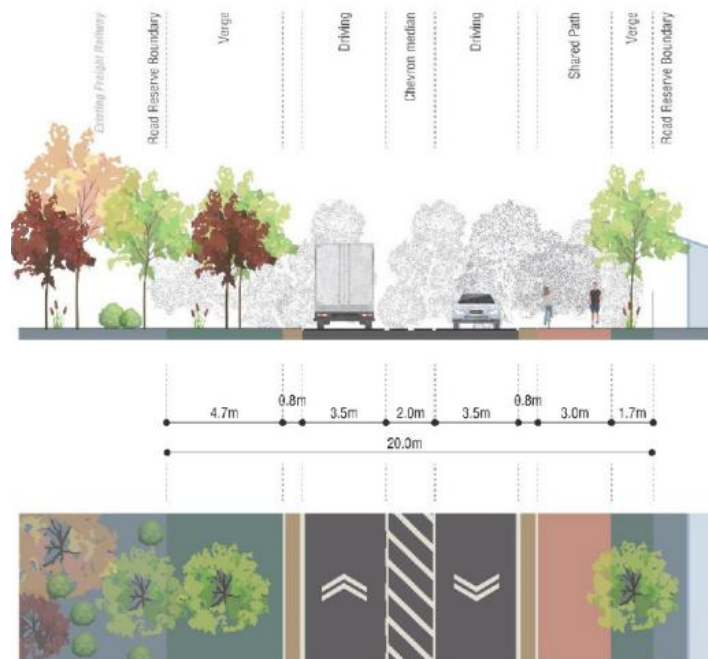 Existing Freight Railway
Road Reserve Boundary
Verge
Driving
Chevron median
Driving
Shared Path
Verge
Road Reserve Boundary
0.8m
0.8m
4.7m
3.5m
2.0m
3.5m
3.0m
1.7m
20.0m